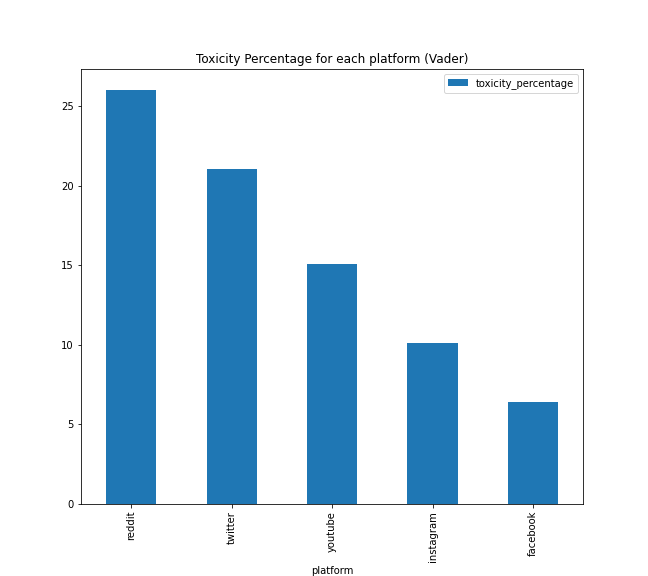 Toxicity Percentage for each platform (Vader)
toxicity_percentage
25
20
15
10
5
0
reddit
twitter
youtube
instagram
facebook
platform